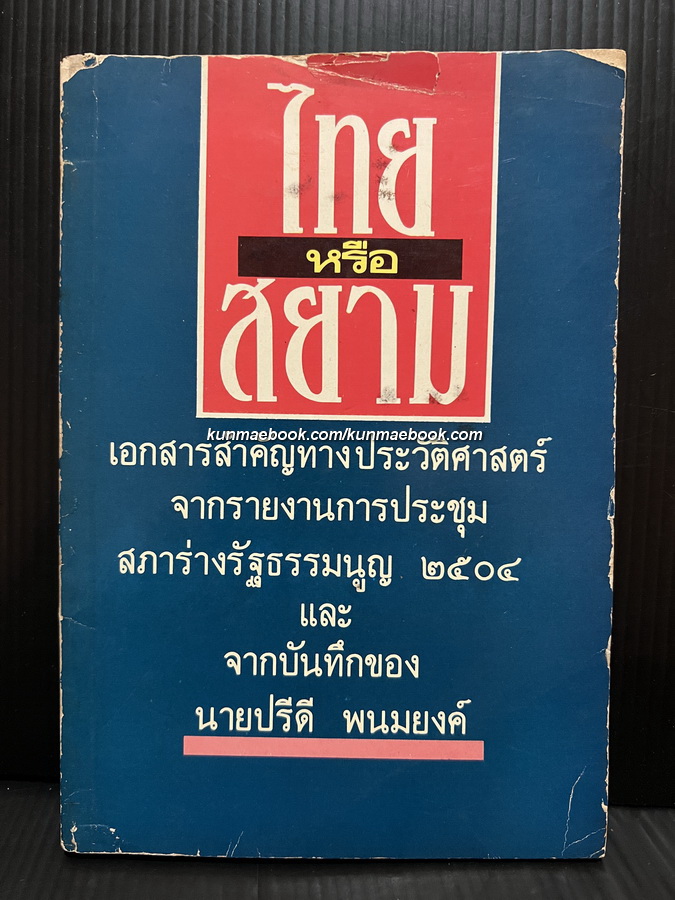 ไทย
หรือ
สยาม
kunmaebook.com/kunmaebook.com
เอกสารสำคัญทางประวัติศาสตร์
จากรายงานการประชุม
สภาร่างรัฐธรรมนูญ ๒๕๐๔
และ
จากบันทึกของ
นายปรีดี พนมยงค์